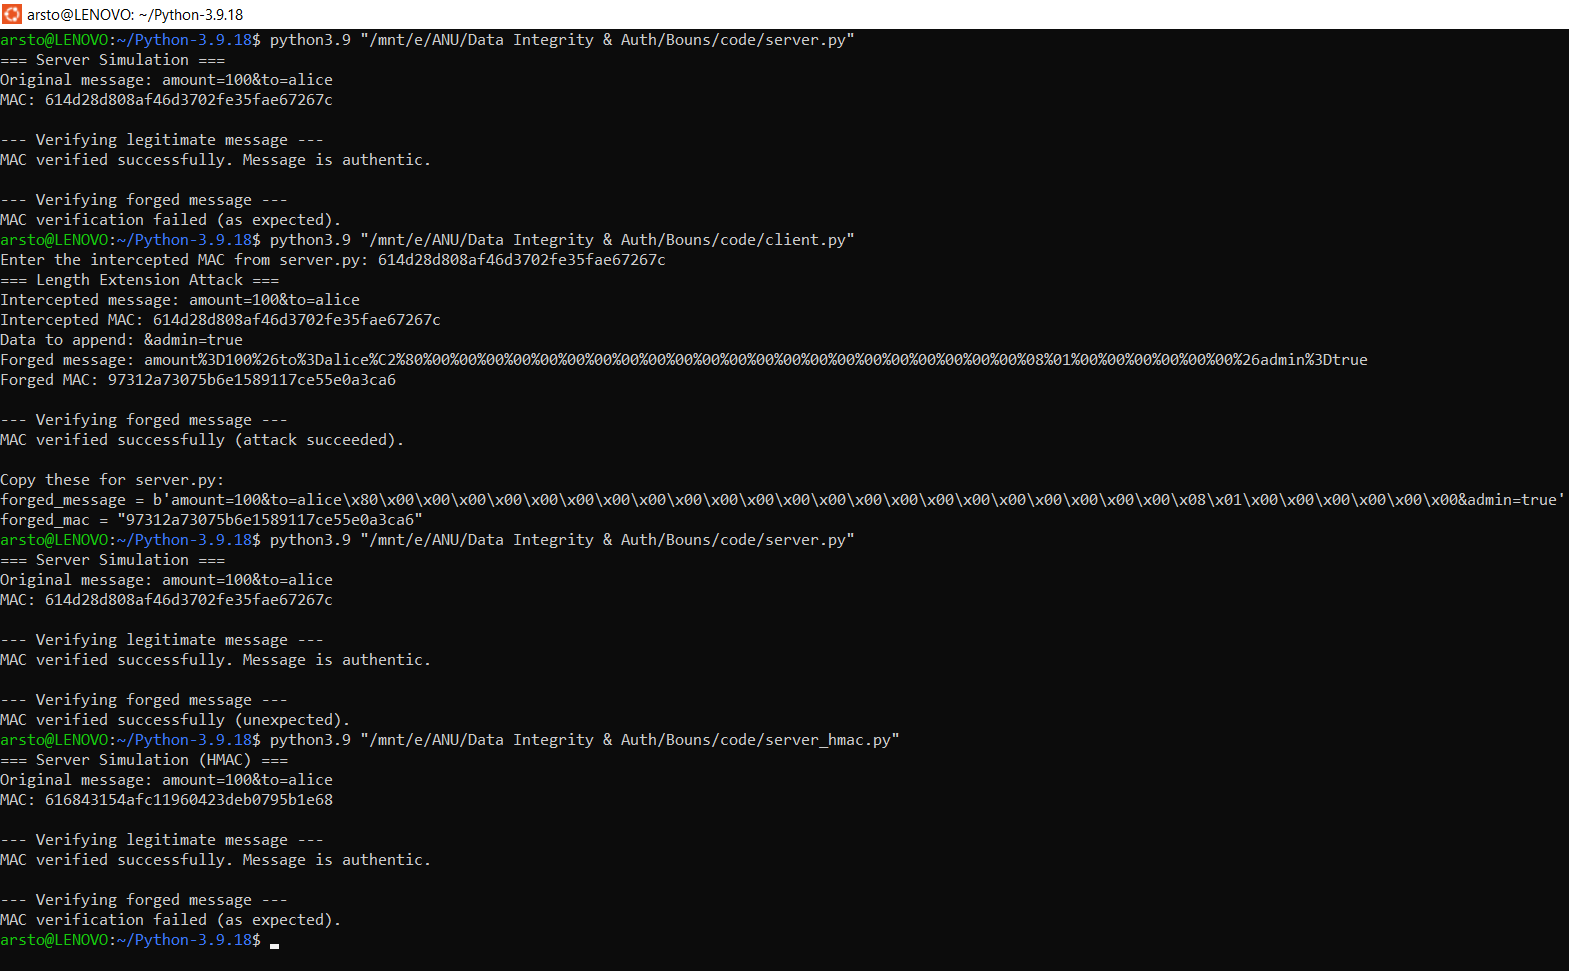 arsto@LENOVO: ~/Python-3.9.18
arsto@LENOVO:~/Python-3.9.18$ python3.9 "/mnt/e/ANU/Data Integrity & Auth/Bouns/code/server.py"
=== Server Simulation ===
Original message: amount=100&to=alice
MAC: 614d28d808af46d3702fe35fae67267c

--- Verifying legitimate message ---
MAC verified successfully. Message is authentic.

--- Verifying forged message ---
MAC verification failed (as expected).
arsto@LENOVO:~/Python-3.9.18$ python3.9 "/mnt/e/ANU/Data Integrity & Auth/Bouns/code/client.py"
Enter the intercepted MAC from server.py: 614d28d808af46d3702fe35fae67267c
=== Length Extension Attack ===
Intercepted message: amount=100&to=alice
Intercepted MAC: 614d28d808af46d3702fe35fae67267c
Data to append: &admin=true
Forged message: amount%3D100%26to%3Dalice%C2%80%00%00%00%00%00%00%00%00%00%00%00%00%00%00%00%00%00%00%00%00%00%08%01%00%00%00%00%00%00%26admin%3Dtrue
Forged MAC: 97312a73075b6e1589117ce55e0a3ca6

--- Verifying forged message ---
MAC verified successfully (attack succeeded).

Copy these for server.py:
forged_message = b'amount=100&to=alice\x80\x00\x00\x00\x00\x00\x00\x00\x00\x00\x00\x00\x00\x00\x00\x00\x00\x00\x00\x00\x00\x00\x00\x08\x01\x00\x00\x00\x00\x00\x00&admin=true'
forged_mac = "97312a73075b6e1589117ce55e0a3ca6"
arsto@LENOVO:~/Python-3.9.18$ python3.9 "/mnt/e/ANU/Data Integrity & Auth/Bouns/code/server.py"
=== Server Simulation ===
Original message: amount=100&to=alice
MAC: 614d28d808af46d3702fe35fae67267c

--- Verifying legitimate message ---
MAC verified successfully. Message is authentic.

--- Verifying forged message ---
MAC verified successfully (unexpected).
arsto@LENOVO:~/Python-3.9.18$ python3.9 "/mnt/e/ANU/Data Integrity & Auth/Bouns/code/server_hmac.py"
=== Server Simulation (HMAC) ===
Original message: amount=100&to=alice
MAC: 616843154afc11960423deb0795b1e68

--- Verifying legitimate message ---
MAC verified successfully. Message is authentic.

--- Verifying forged message ---
MAC verification failed (as expected).
arsto@LENOVO:~/Python-3.9.18$